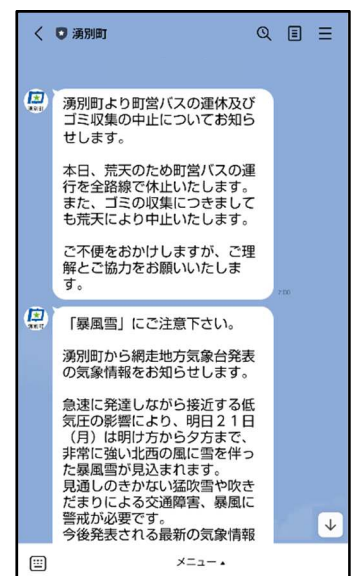 湧別町
湧別町より町営バスの運休及び
ゴミ収集の中止についてお知ら
せします。
本日、荒天のため町営バスの運
行を全路線で休止いたします。
また、ゴミの収集につきまして
も荒天により中止いたします。
ご不便をおかけしますが、ご理
解とご協力をお願いいたしま
す。
7:00
「暴風雪」にご注意下さい。
湧別町から網走地方気象台発表
の気象情報をお知らせします。
急速に発達しながら接近する低
気圧の影響により、明日21日
（月）は明け方から夕方まで、
非常に強い北西の風に雪を伴っ
た暴風雪が見込まれます。
見通しのきかない猛吹雪や吹き
だまりによる交通障害、暴風に
警戒が必要です。
今後発表される最新の気象情報
メニュー▲